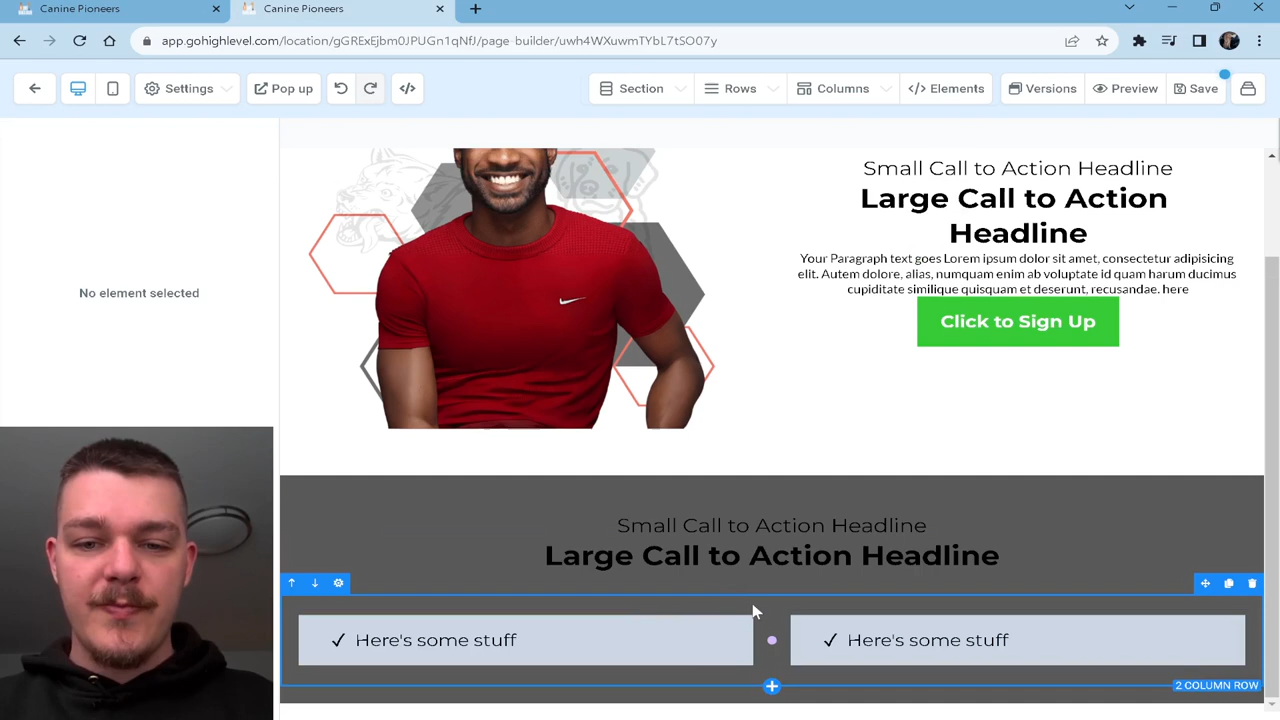 Canine Pioneers
Canine Pioneers
app.gohighlevel.com/location/gGRExEjbm0JPUGn1qNfJ/page-builder/uwh4WXuwmTYbL7tSO07y
Settings
Pop up
Section
Rows
Columns
</> Elements
Versions
Preview
Save
No element selected
Small Call to Action Headline
Large Call to Action
Headline
Your Paragraph text goes Lorem ipsum dolor sit amet, consectetur adipisicing
elit. Autem dolore, alias, numquam enim ab voluptate id quam harum ducimus
cupiditate similique quisquam et deserunt, recusandae. here
Click to Sign Up
Small Call to Action Headline
Large Call to Action Headline
✓ Here's some stuff
✓ Here's some stuff
2 COLUMN ROW